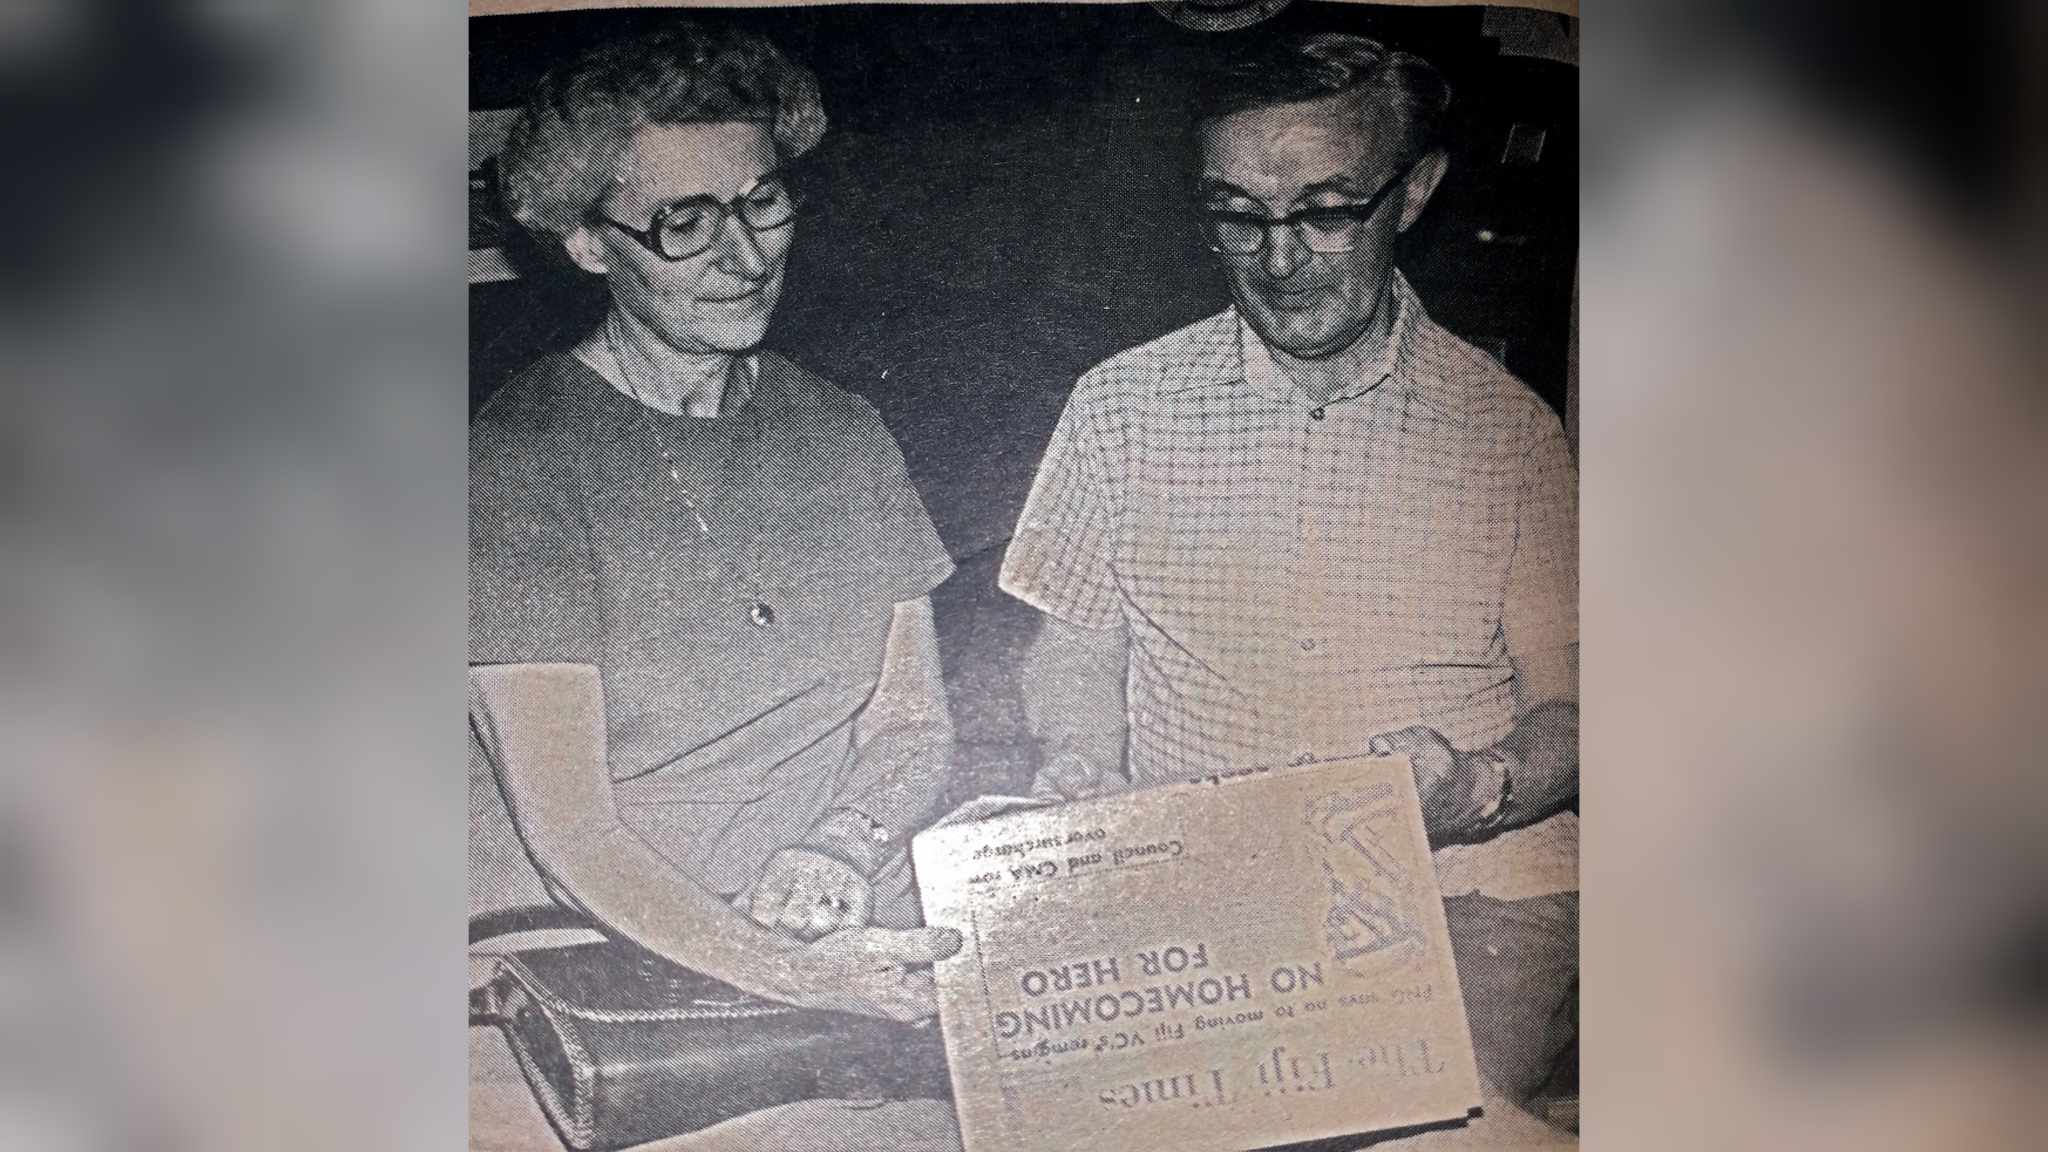 The Fiji Times
PNG says no to moving Fiji VC's remains
NO HOMECOMING
FOR HERO
Council and CMA row
over surcharge